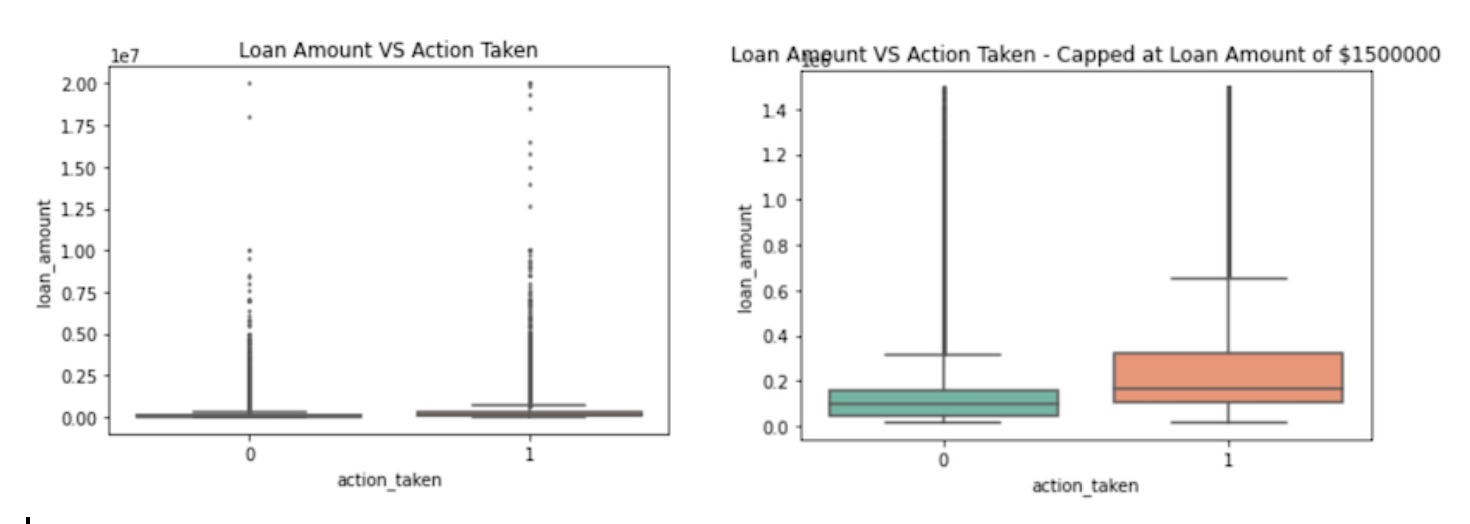 Loan Amount VS Action Taken
1e7
2.00
1.75
1.50
1.25
1.00
0.75
0.50
0.25
0.00
loan_amount
0 1
action_taken
Loan Amount VS Action Taken - Capped at Loan Amount of $1500000
1e6
1.4
1.2
1.0
0.8
0.6
0.4
0.2
0.0
loan_amount
0 1
action_taken